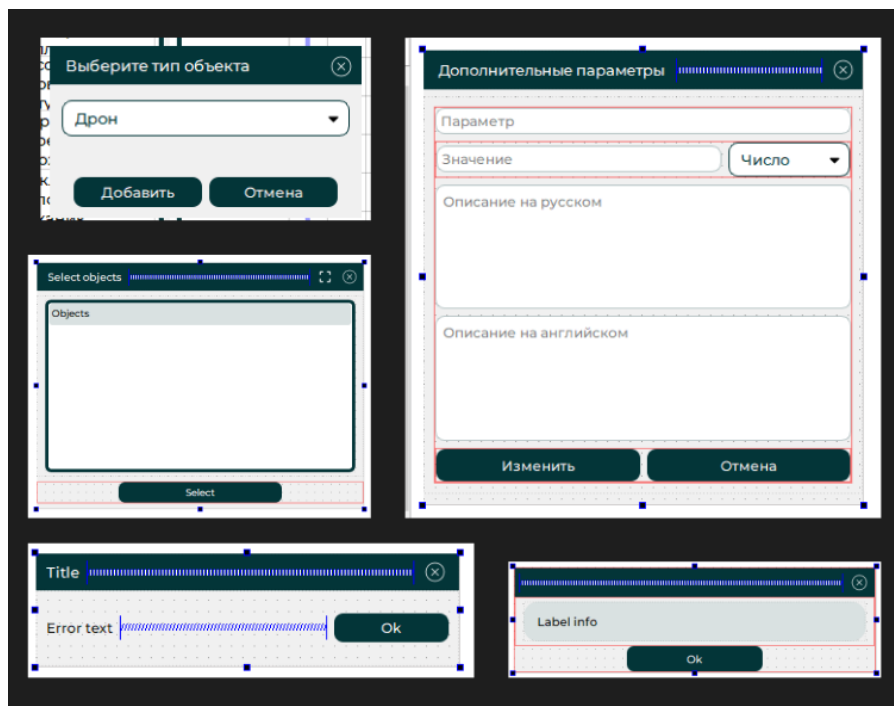 Выберите тип объекта
Дрон
Добавить Отмена
Дополнительные параметры
Параметр
Значение Число
Описание на русском
Описание на английском
Изменить Отмена
Select objects
Objects
Select
Title
Error text Ok
Label info
Ok